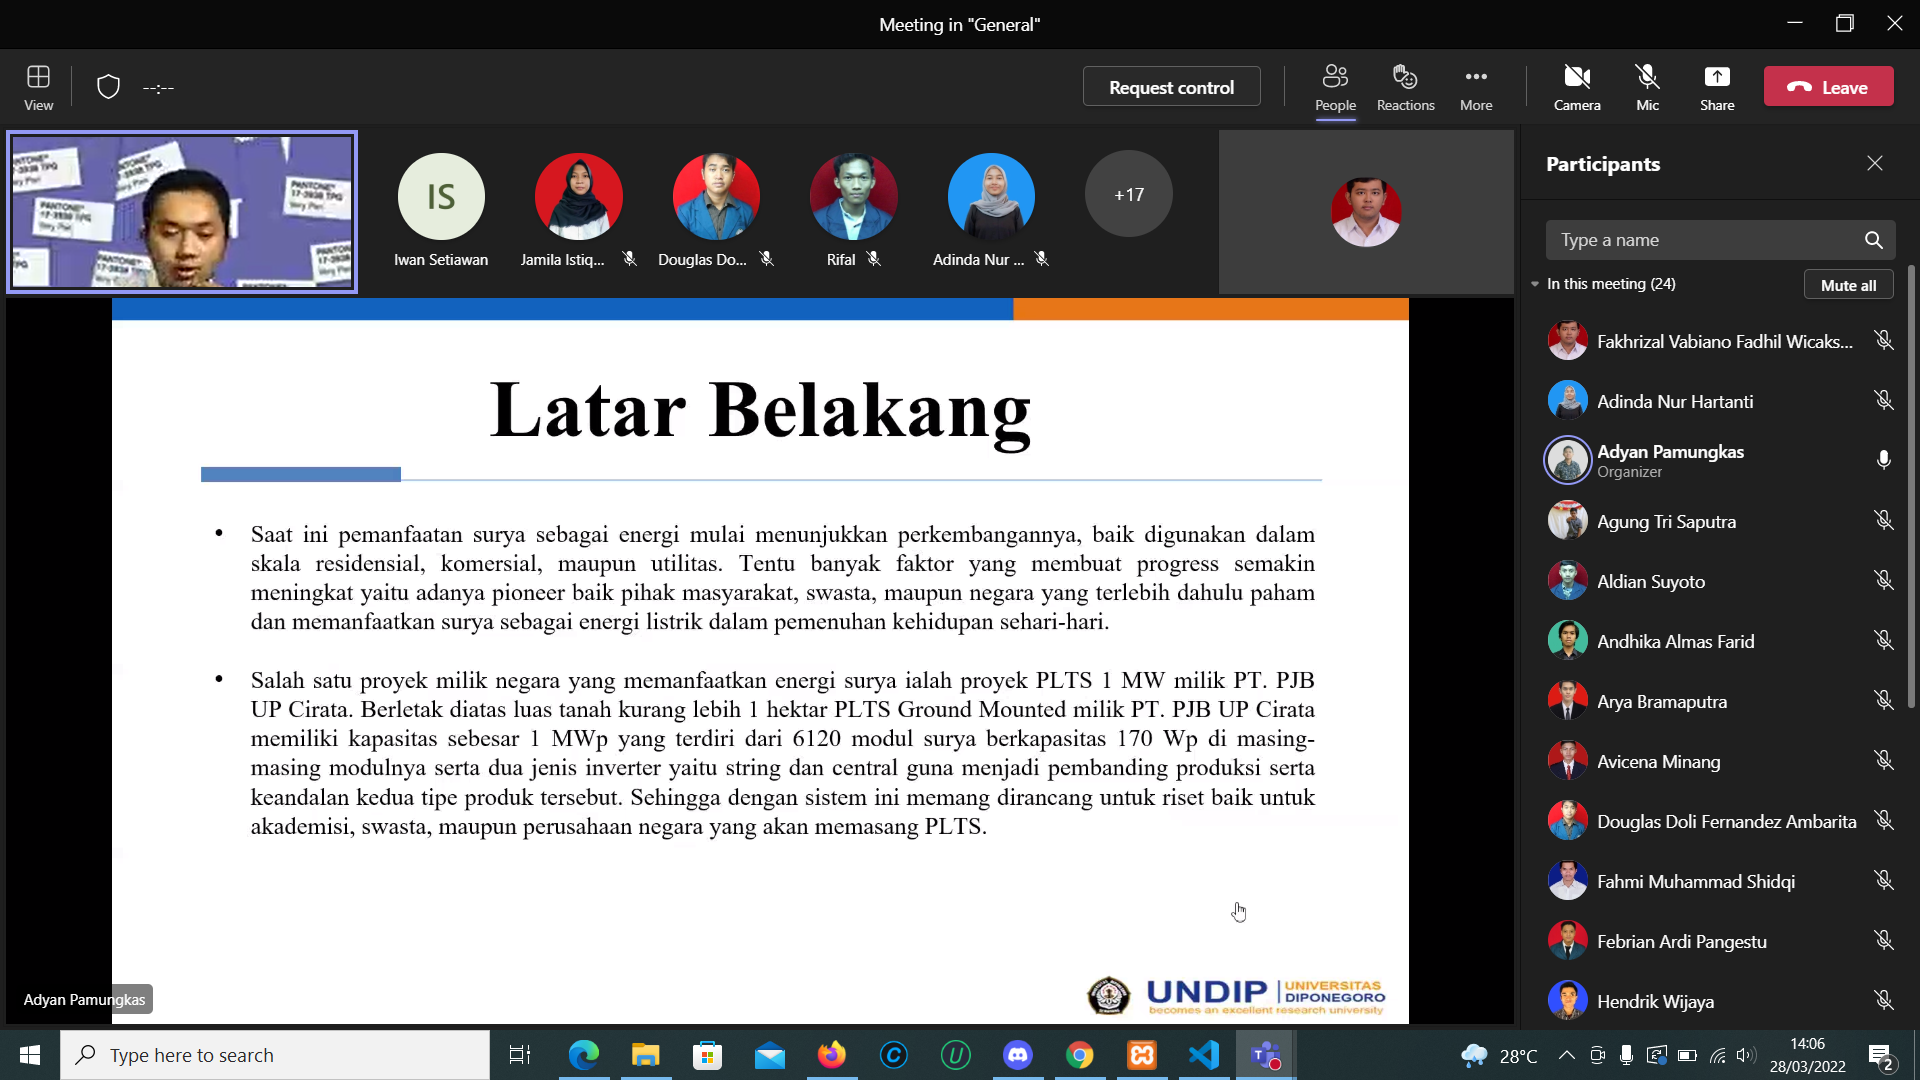 Meeting in "General"
View
--:--
Request control
People
Reactions
More
Camera
Mic
Share
Leave
PANTONE®
17-3938 TPG
Very Peri
IS
Iwan Setiawan
Jamila Istiq...
Douglas Do...
Rifal
Adinda Nur ...
+17
Participants
Type a name
In this meeting (24)
Mute all
Fakhrizal Vabiano Fadhil Wicaks...
Adinda Nur Hartanti
Adyan Pamungkas
Organizer
Agung Tri Saputra
Aldian Suyoto
Andhika Almas Farid
Arya Bramaputra
Avicena Minang
Douglas Doli Fernandez Ambarita
Fahmi Muhammad Shidqi
Febrian Ardi Pangestu
Hendrik Wijaya
Latar Belakang
• Saat ini pemanfaatan surya sebagai energi mulai menunjukkan perkembangannya, baik digunakan dalam
skala residensial, komersial, maupun utilitas. Tentu banyak faktor yang membuat progress semakin
meningkat yaitu adanya pioneer baik pihak masyarakat, swasta, maupun negara yang terlebih dahulu paham
dan memanfaatkan surya sebagai energi listrik dalam pemenuhan kehidupan sehari-hari.
• Salah satu proyek milik negara yang memanfaatkan energi surya ialah proyek PLTS 1 MW milik PT. PJB
UP Cirata. Berletak diatas luas tanah kurang lebih 1 hektar PLTS Ground Mounted milik PT. PJB UP Cirata
memiliki kapasitas sebesar 1 MWp yang terdiri dari 6120 modul surya berkapasitas 170 Wp di masing-
masing modulnya serta dua jenis inverter yaitu string dan central guna menjadi pembanding produksi serta
keandalan kedua tipe produk tersebut. Sehingga dengan sistem ini memang dirancang untuk riset baik untuk
akademisi, swasta, maupun perusahaan negara yang akan memasang PLTS.
Adyan Pamungkas
UNDIP
UNIVERSITAS
DIPONEGORO
becomes an excellent research university
Type here to search
28°C
14:06
28/03/2022
2